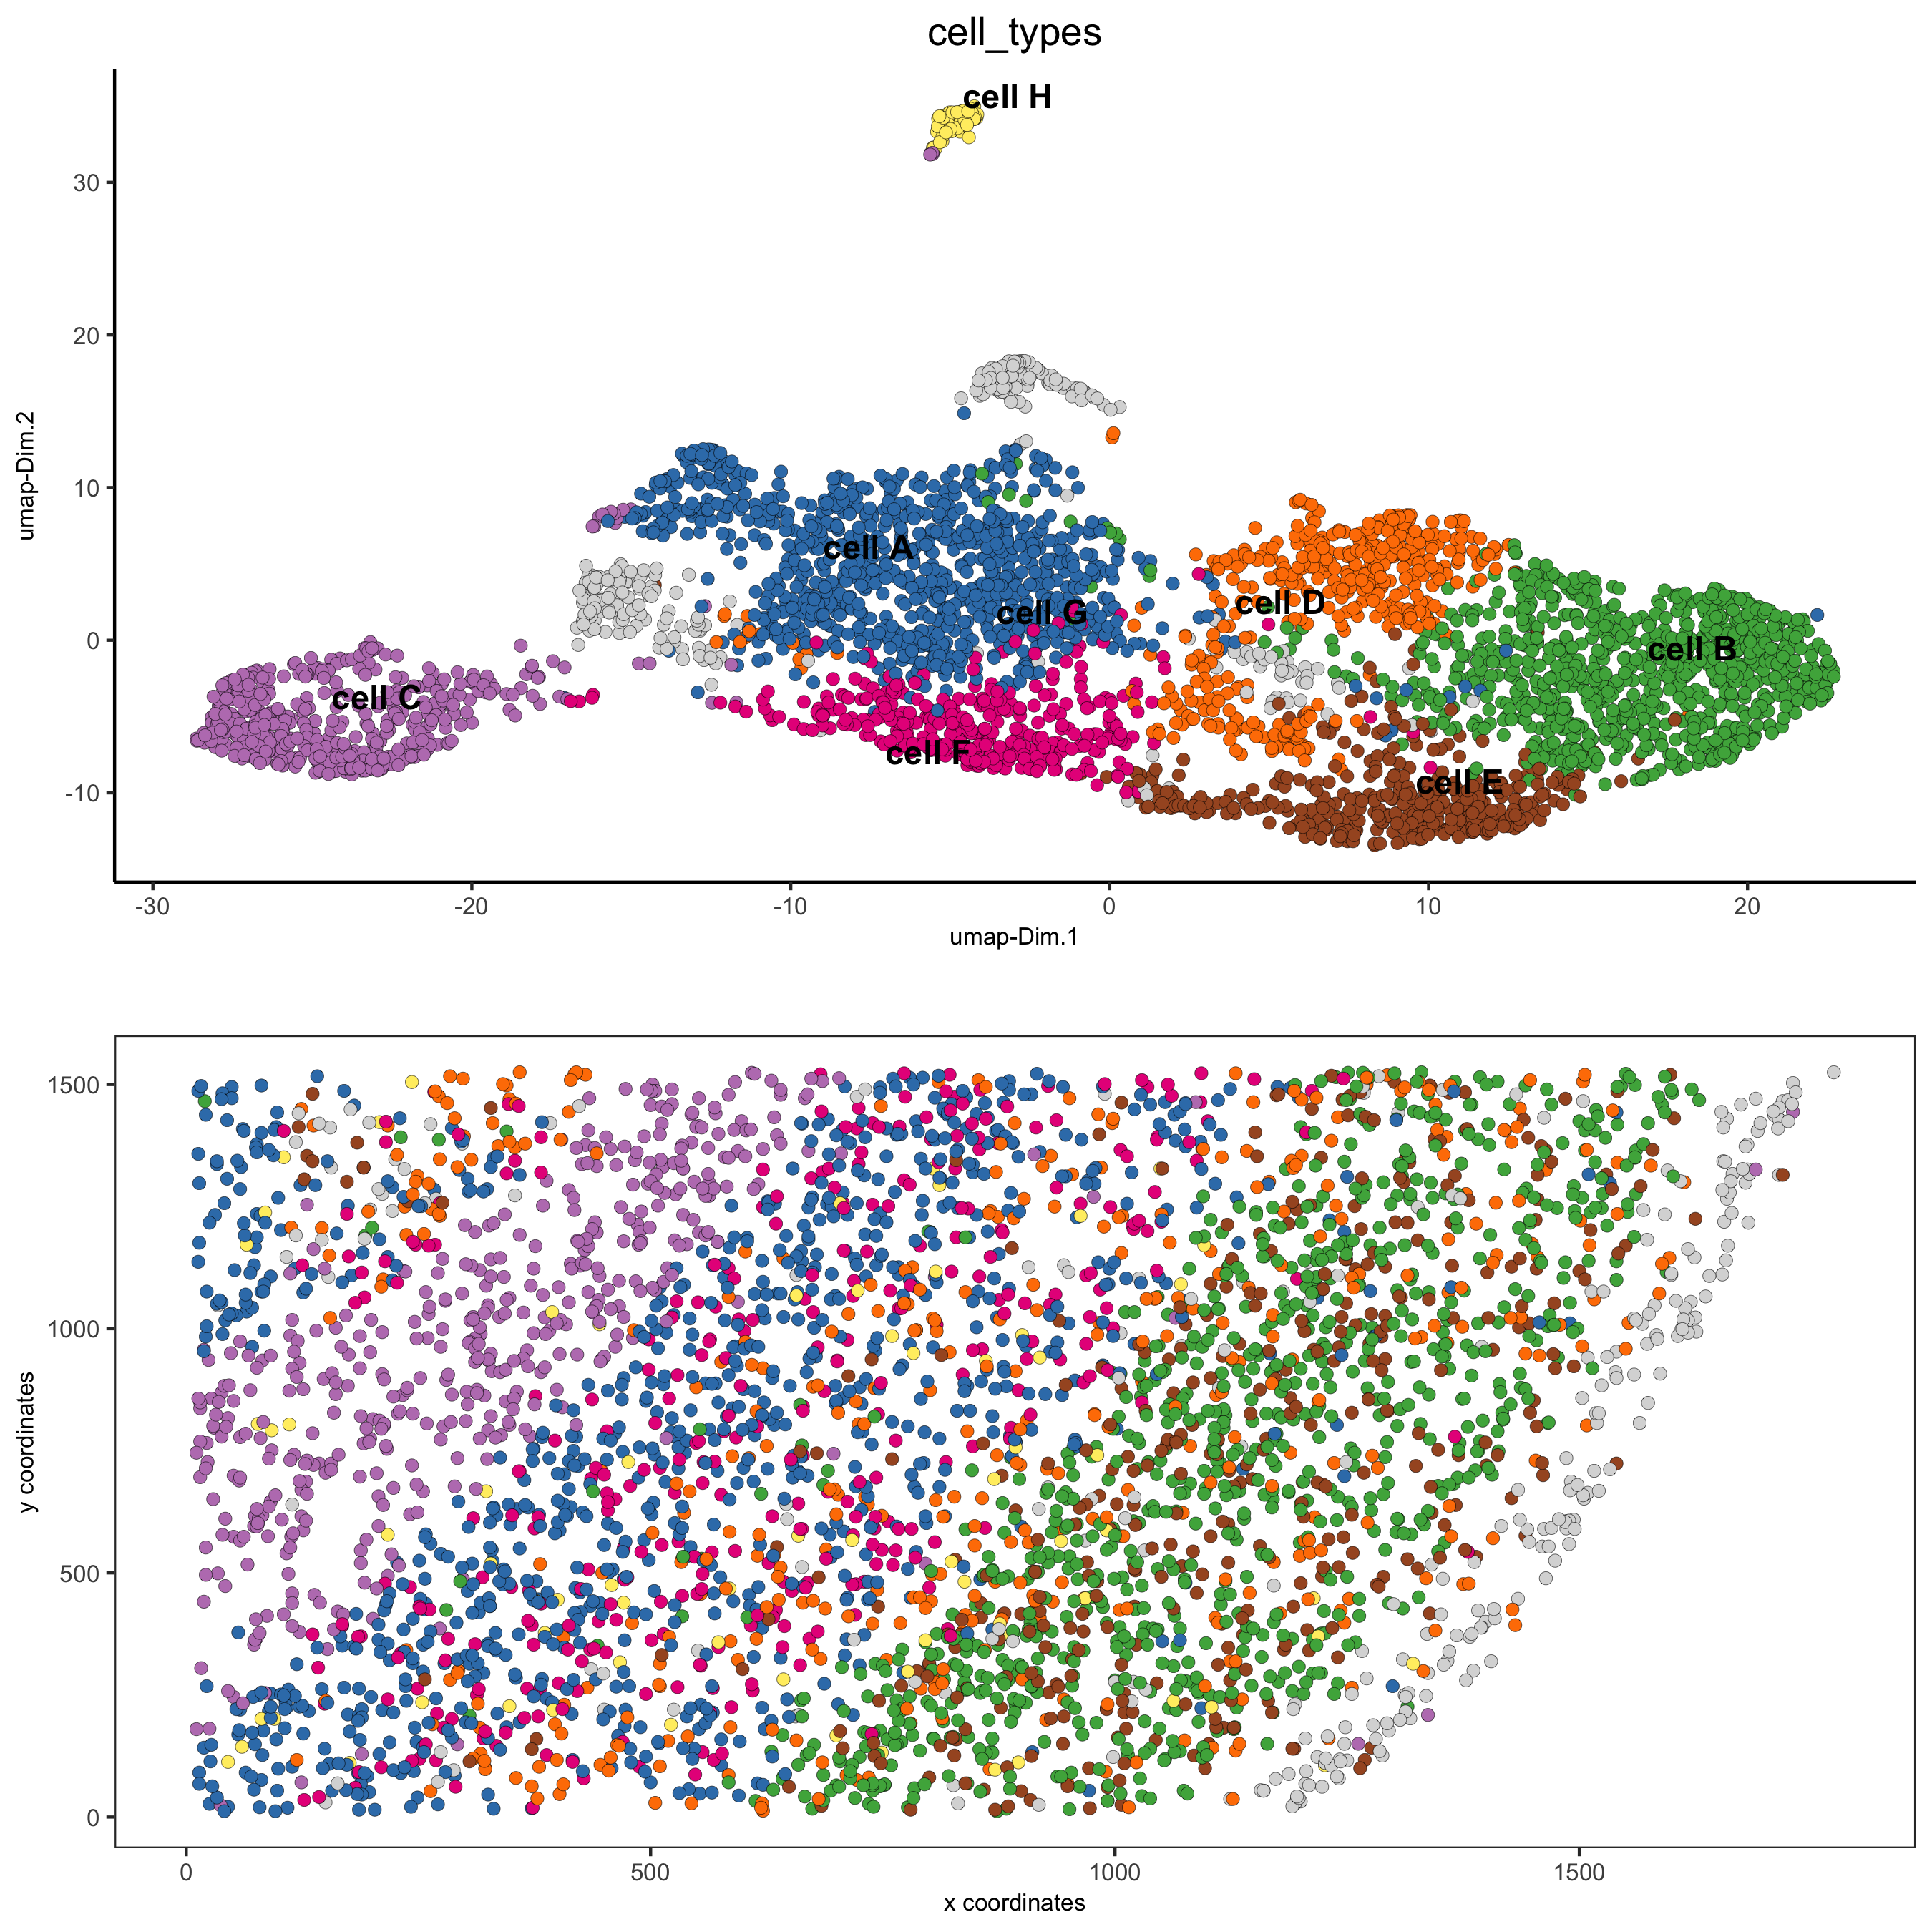 cell_types
cell H
30
20
umap-Dim.2
10
cell A
cell G
cell D
0
cell B
cell C
cell F
cell E
-10
-30
-20
-10
0
10
20
umap-Dim.1
1500
1000
y coordinates
500
0
0
500
1000
1500
x coordinates